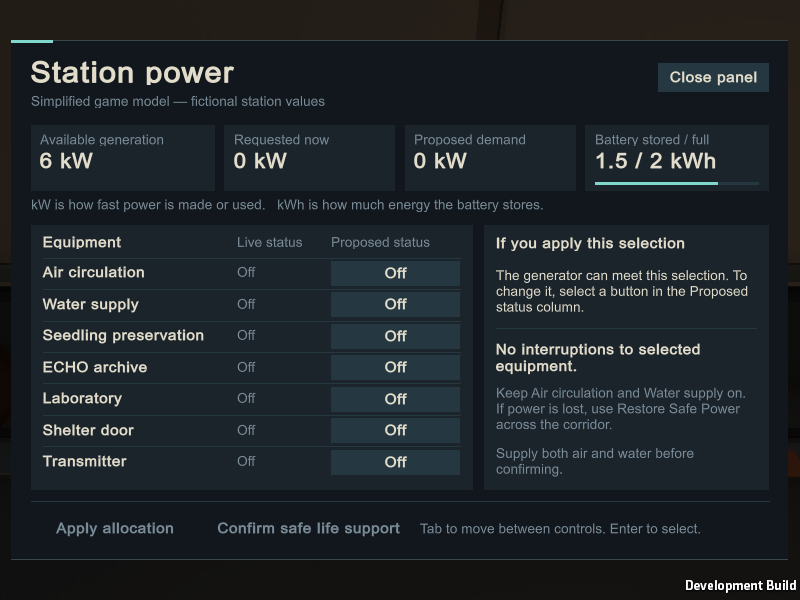 Station power
Close panel
Simplified game model — fictional station values
Available generation
6 kW
Requested now
0 kW
Proposed demand
0 kW
Battery stored / full
1.5 / 2 kWh
kW is how fast power is made or used.   kWh is how much energy the battery stores.
Equipment Live status Proposed status
Air circulation Off Off
Water supply Off Off
Seedling preservation Off Off
ECHO archive Off Off
Laboratory Off Off
Shelter door Off Off
Transmitter Off Off
If you apply this selection
The generator can meet this selection. To
change it, select a button in the Proposed
status column.
No interruptions to selected
equipment.
Keep Air circulation and Water supply on.
If power is lost, use Restore Safe Power
across the corridor.
Supply both air and water before
confirming.
Apply allocation
Confirm safe life support
Tab to move between controls. Enter to select.
Development Build